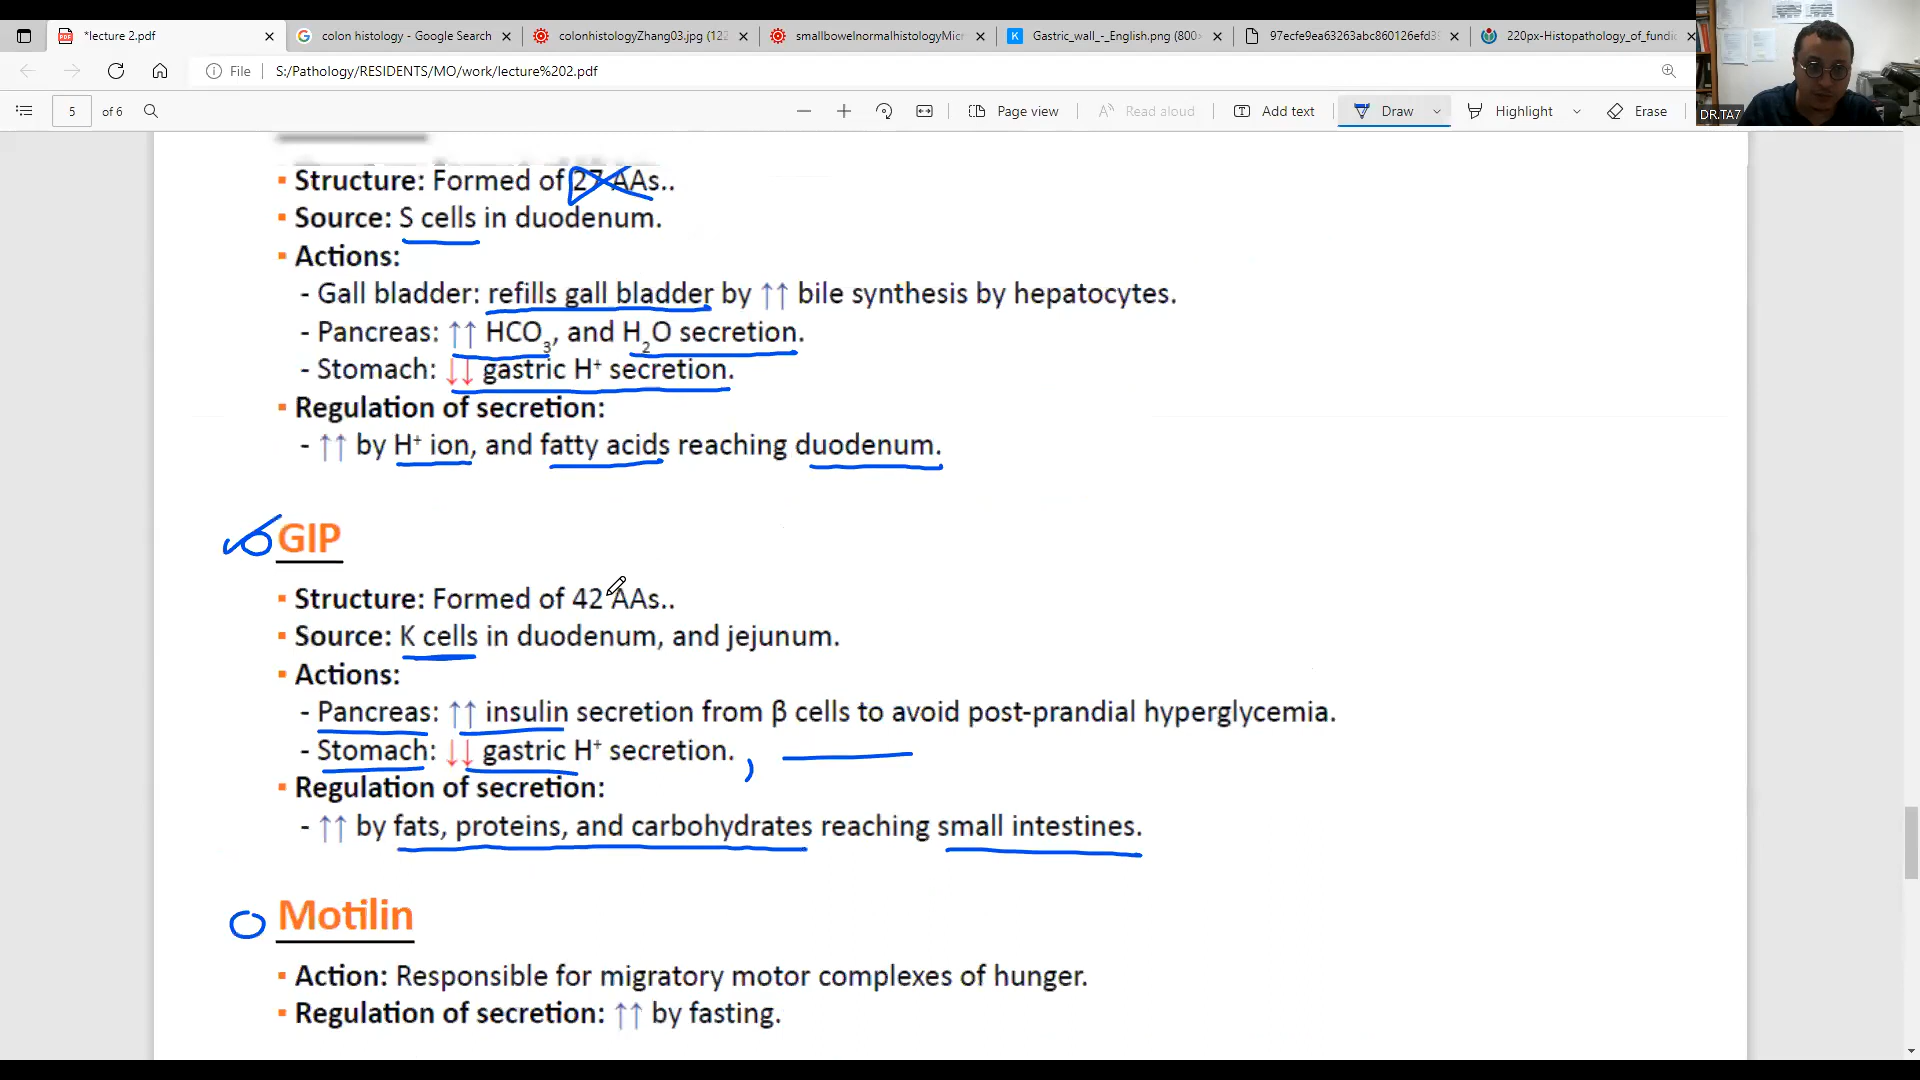 *lecture 2.pdf
colon histology - Google Search
colonhistologyZhang03.jpg (122
smallbowelnormalhistologyMicr
Gastric_wall_-_English.png (800×
97ecfe9ea63263abc860126efd39
220px-Histopathology_of_fundic
File S:/Pathology/RESIDENTS/MO/work/lecture%202.pdf
5 of 6
Page view
Read aloud
Add text
Draw
Highlight
Erase
DR.TA7
▪ Structure: Formed of 27 AAs..
▪ Source: S cells in duodenum.
▪ Actions:
- Gall bladder: refills gall bladder by ↑↑ bile synthesis by hepatocytes.
- Pancreas: ↑↑ HCO3, and H2O secretion.
- Stomach: ↓↓ gastric H+ secretion.
▪ Regulation of secretion:
- ↑↑ by H+ ion, and fatty acids reaching duodenum.
GIP
▪ Structure: Formed of 42 AAs..
▪ Source: K cells in duodenum, and jejunum.
▪ Actions:
- Pancreas: ↑↑ insulin secretion from β cells to avoid post-prandial hyperglycemia.
- Stomach: ↓↓ gastric H+ secretion.
▪ Regulation of secretion:
- ↑↑ by fats, proteins, and carbohydrates reaching small intestines.
Motilin
▪ Action: Responsible for migratory motor complexes of hunger.
▪ Regulation of secretion: ↑↑ by fasting.